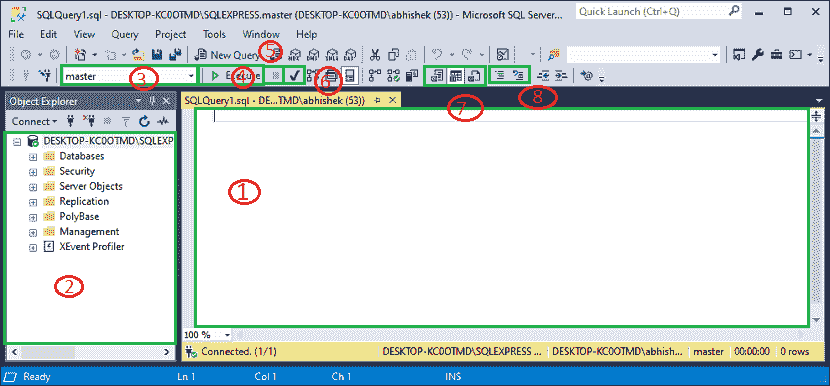 SQLQuery1.sql - DESKTOP-KC0OTMD\SQLEXPRESS.master (DESKTOP-KC0OTMD\abhishek (53)) - Microsoft SQL Server... Quick Launch (Ctrl+Q)
File Edit View Query Project Tools Window Help
New Query 5 MDX DMX XMLA DAX
master 3 4 Execute 6
Object Explorer SQLQuery1.sql - DE...TMD\abhishek (53)) 7 8
Connect
DESKTOP-KC0OTMD\SQLEXP
Databases
Security
Server Objects
Replication
PolyBase
Management
XEvent Profiler
1
2
100 %
Connected. (1/1) DESKTOP-KC0OTMD\SQLEXPRESS ... DESKTOP-KC0OTMD\abhish... master 00:00:00 0 rows
Ready Ln 1 Col 1 Ch 1 INS